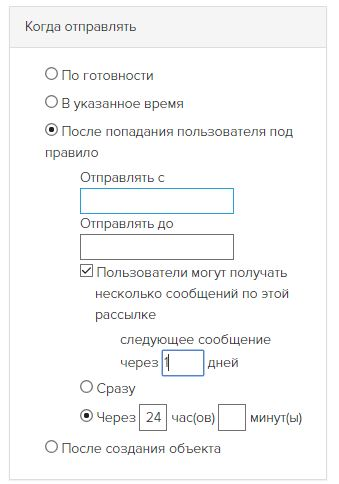 Когда отправлять
По готовности
В указанное время
После попадания пользователя под
правило
Отправлять с
Отправлять до
Пользователи могут получать
несколько сообщений по этой
рассылке
следующее сообщение
через 1 дней
Сразу
Через 24 час(ов) минут(ы)
После создания объекта